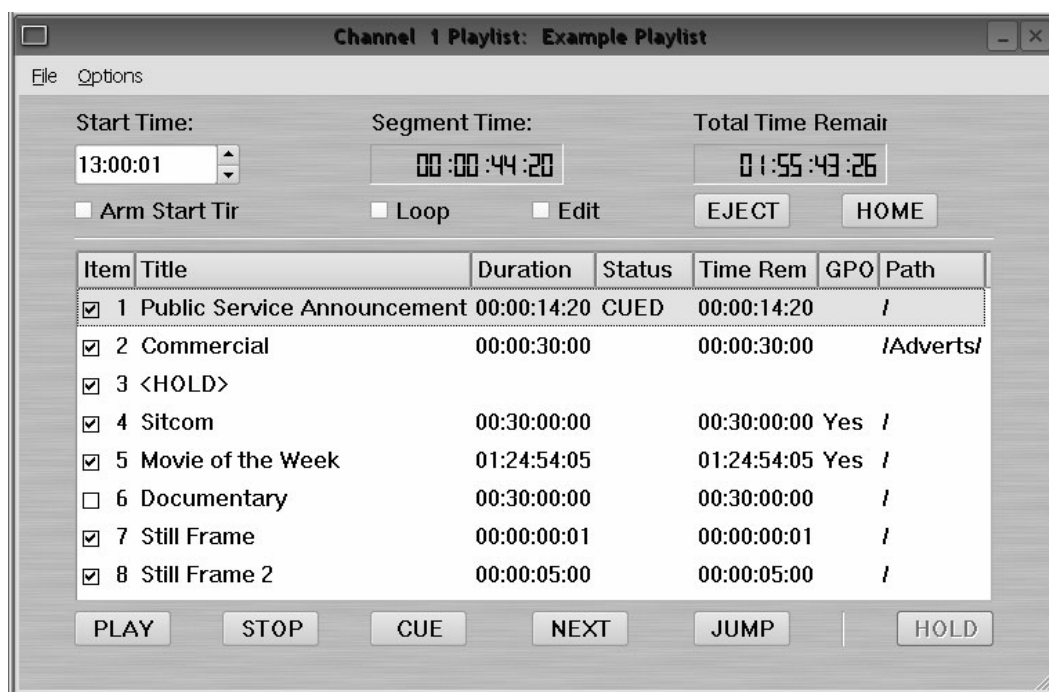 Channel 1 Playlist: Example Playlist
File Options
Start Time: Segment Time: Total Time Remair
13:00:01 00:00:44:20 01:55:43:26
Arm Start Tir Loop Edit EJECT HOME
Item Title Duration Status Time Rem GPO Path
1 Public Service Announcement 00:00:14:20 CUED 00:00:14:20 /
2 Commercial 00:00:30:00 00:00:30:00 /Adverts/
3 <HOLD>
4 Sitcom 00:30:00:00 00:30:00:00 Yes /
5 Movie of the Week 01:24:54:05 01:24:54:05 Yes /
6 Documentary 00:30:00:00 00:30:00:00 /
7 Still Frame 00:00:00:01 00:00:00:01 /
8 Still Frame 2 00:00:05:00 00:00:05:00 /
PLAY STOP CUE NEXT JUMP HOLD